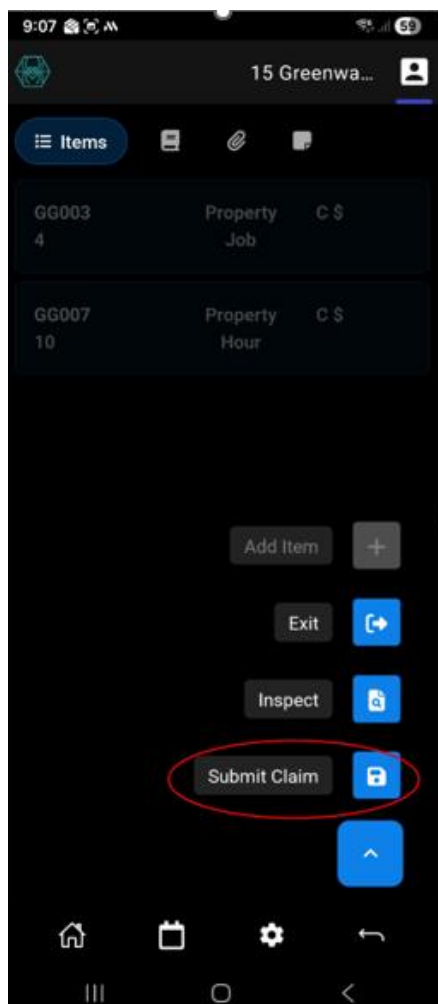 9:07 59
15 Greenwa...
Items
GG003 Property C $
4 Job
GG007 Property C $
10 Hour
Add Item
Exit
Inspect
Submit Claim